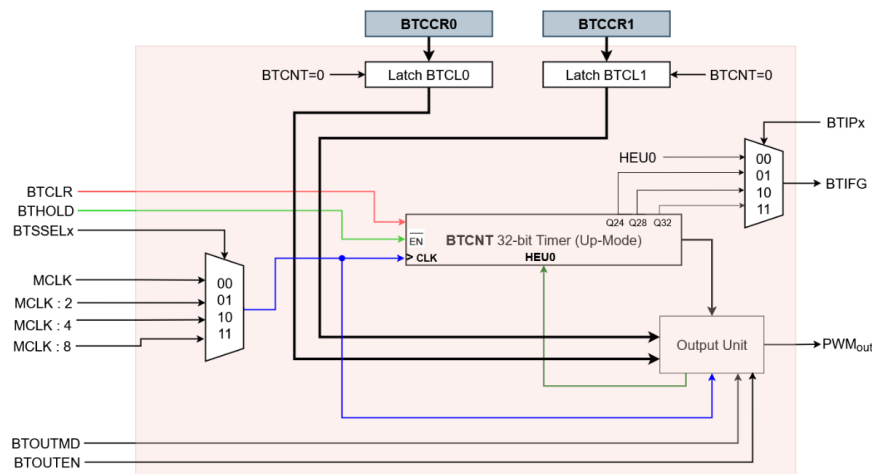 BTCCR0
BTCCR1
BTCNT=0
Latch BTCL0
Latch BTCL1
BTCNT=0
BTIPx
HEU0
00
01
10
11
BTIFG
BTCLR
BTHOLD
BTSSELx
Q24 Q28 Q32
EN
BTCNT 32-bit Timer (Up-Mode)
> CLK
HEU0
MCLK
MCLK : 2
MCLK : 4
MCLK : 8
00
01
10
11
Output Unit
PWMout
BTOUTMD
BTOUTEN